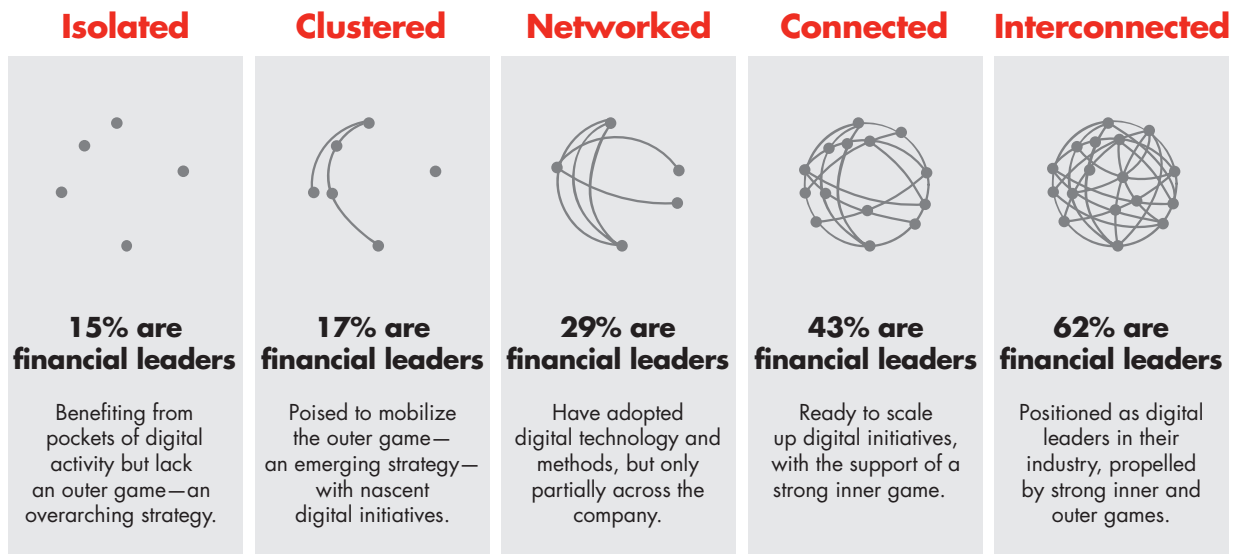 Isolated
15% are
financial leaders
Benefiting from
pockets of digital
activity but lack
an outer game—an
overarching strategy.
Clustered
17% are
financial leaders
Poised to mobilize
the outer game—
an emerging strategy—
with nascent
digital initiatives.
Networked
29% are
financial leaders
Have adopted
digital technology and
methods, but only
partially across the
company.
Connected
43% are
financial leaders
Ready to scale
up digital initiatives,
with the support of a
strong inner game.
Interconnected
62% are
financial leaders
Positioned as digital
leaders in their
industry, propelled
by strong inner and
outer games.